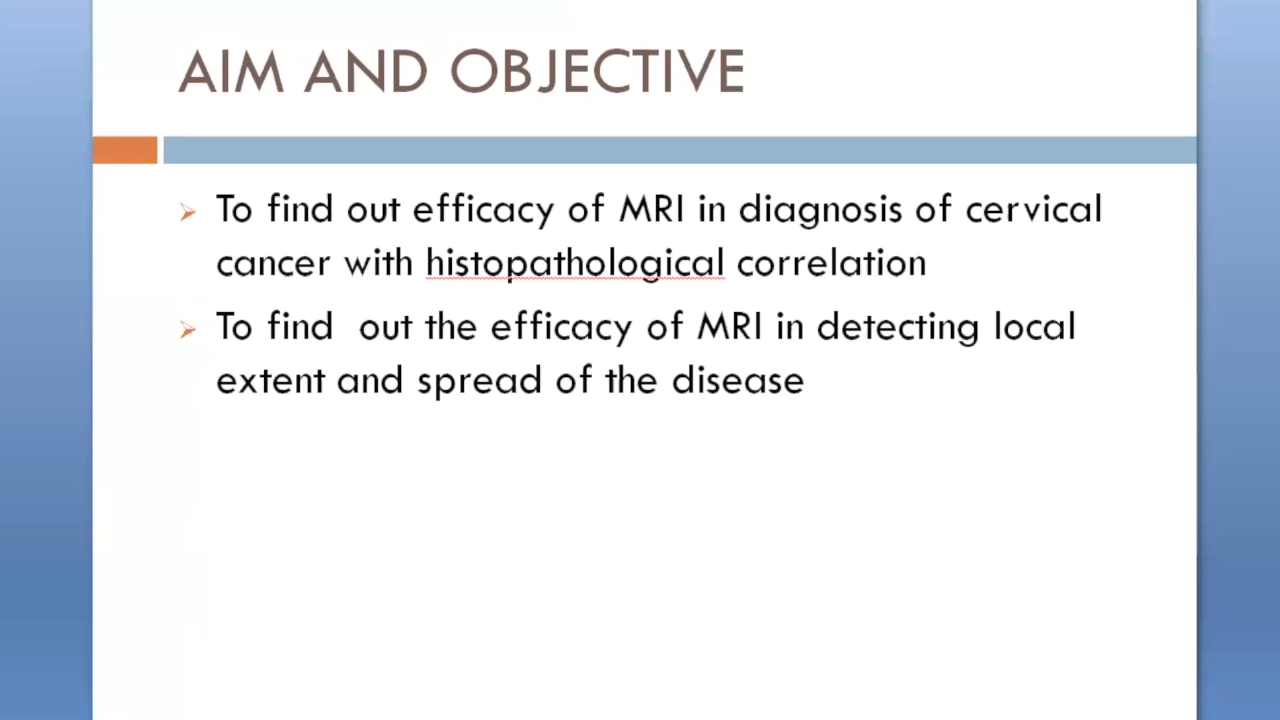 AIM AND OBJECTIVE
To find out efficacy of MRI in diagnosis of cervical
cancer with histopathological correlation
To find  out the efficacy of MRI in detecting local
extent and spread of the disease